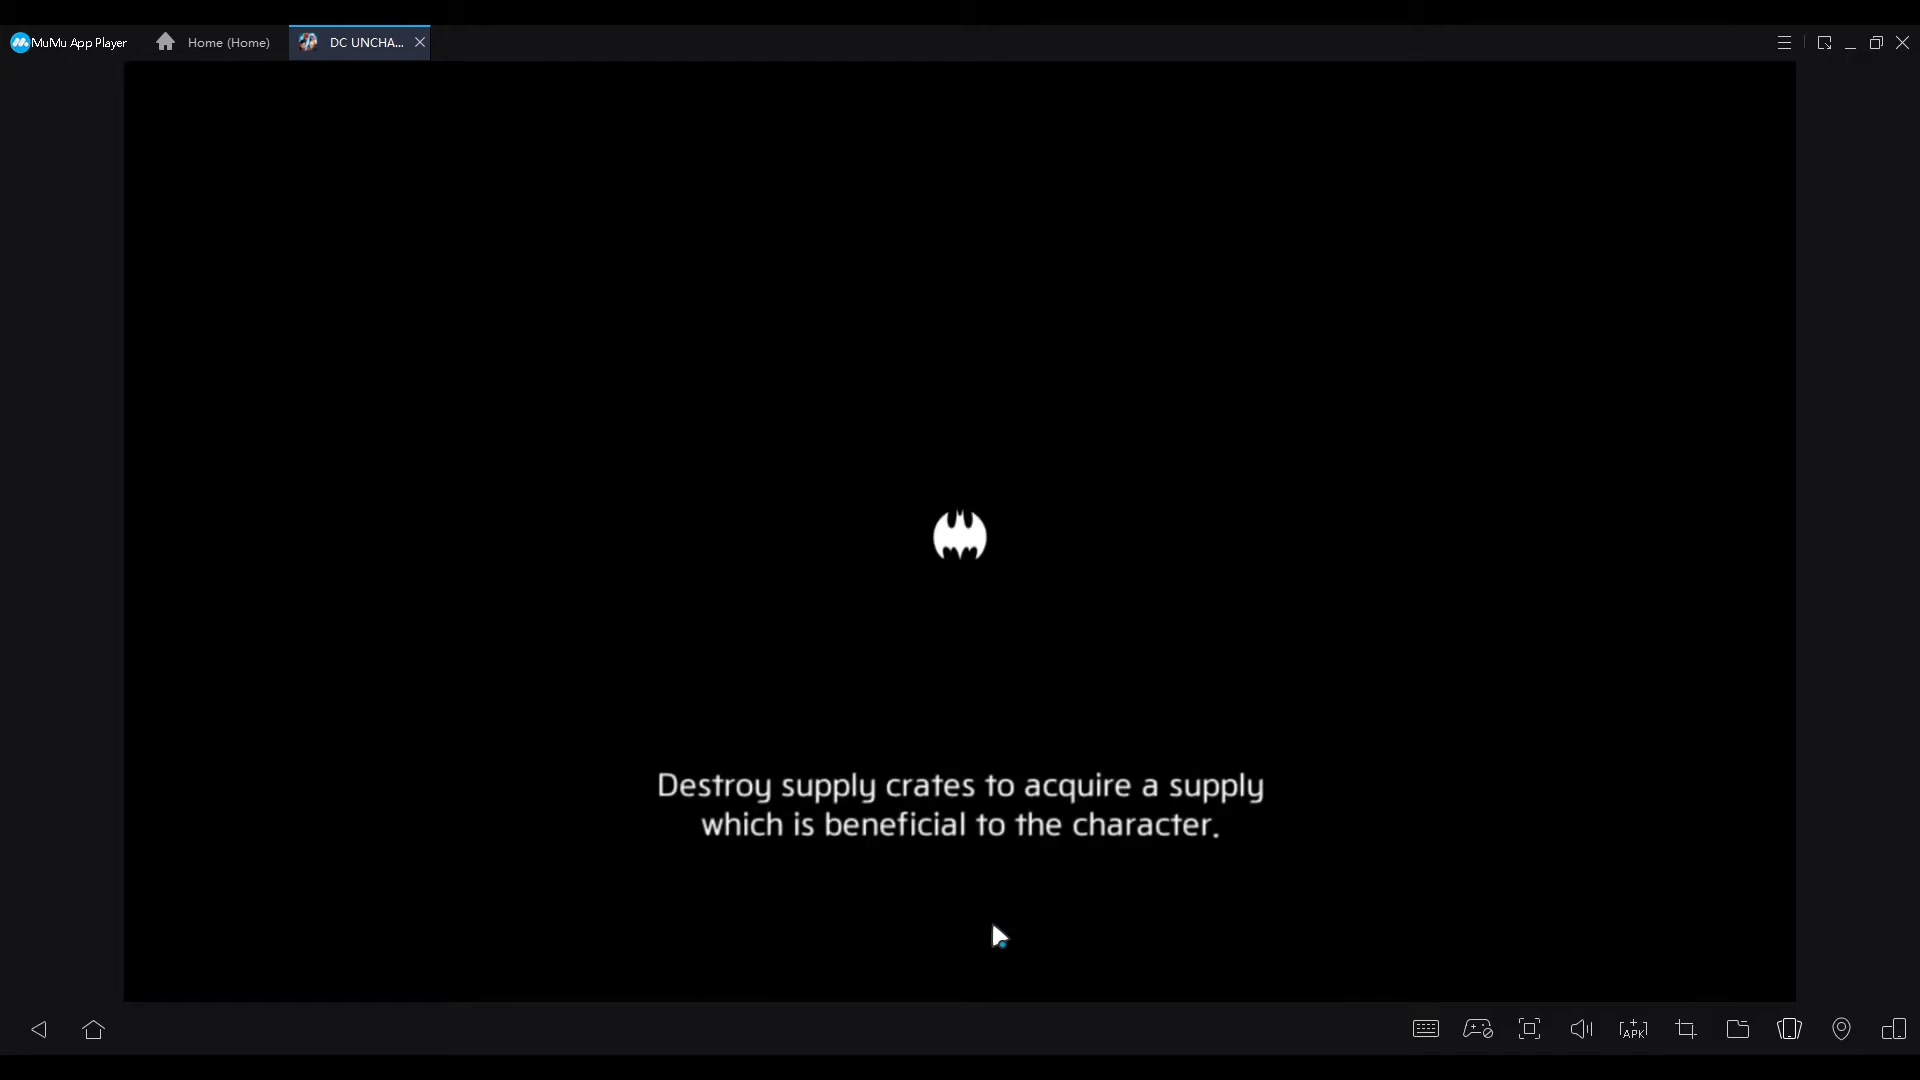 MuMu App Player
Home (Home)
DC UNCHA...
Destroy supply crates to acquire a supply
which is beneficial to the character.
APK